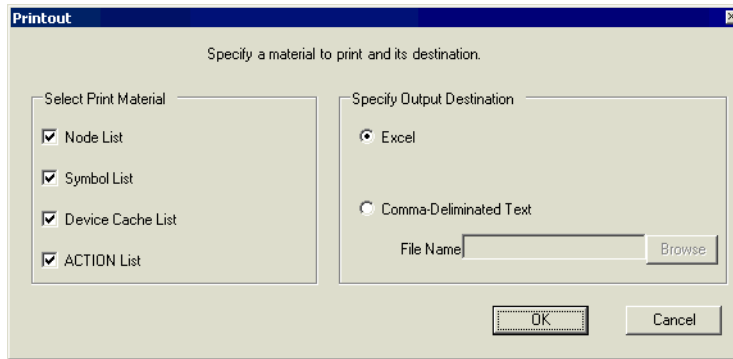 Printout
Specify a material to print and its destination.
Select Print Material
Node List
Symbol List
Device Cache List
ACTION List
Specify Output Destination
Excel
Comma-Deliminated Text
File Name
Browse
OK
Cancel